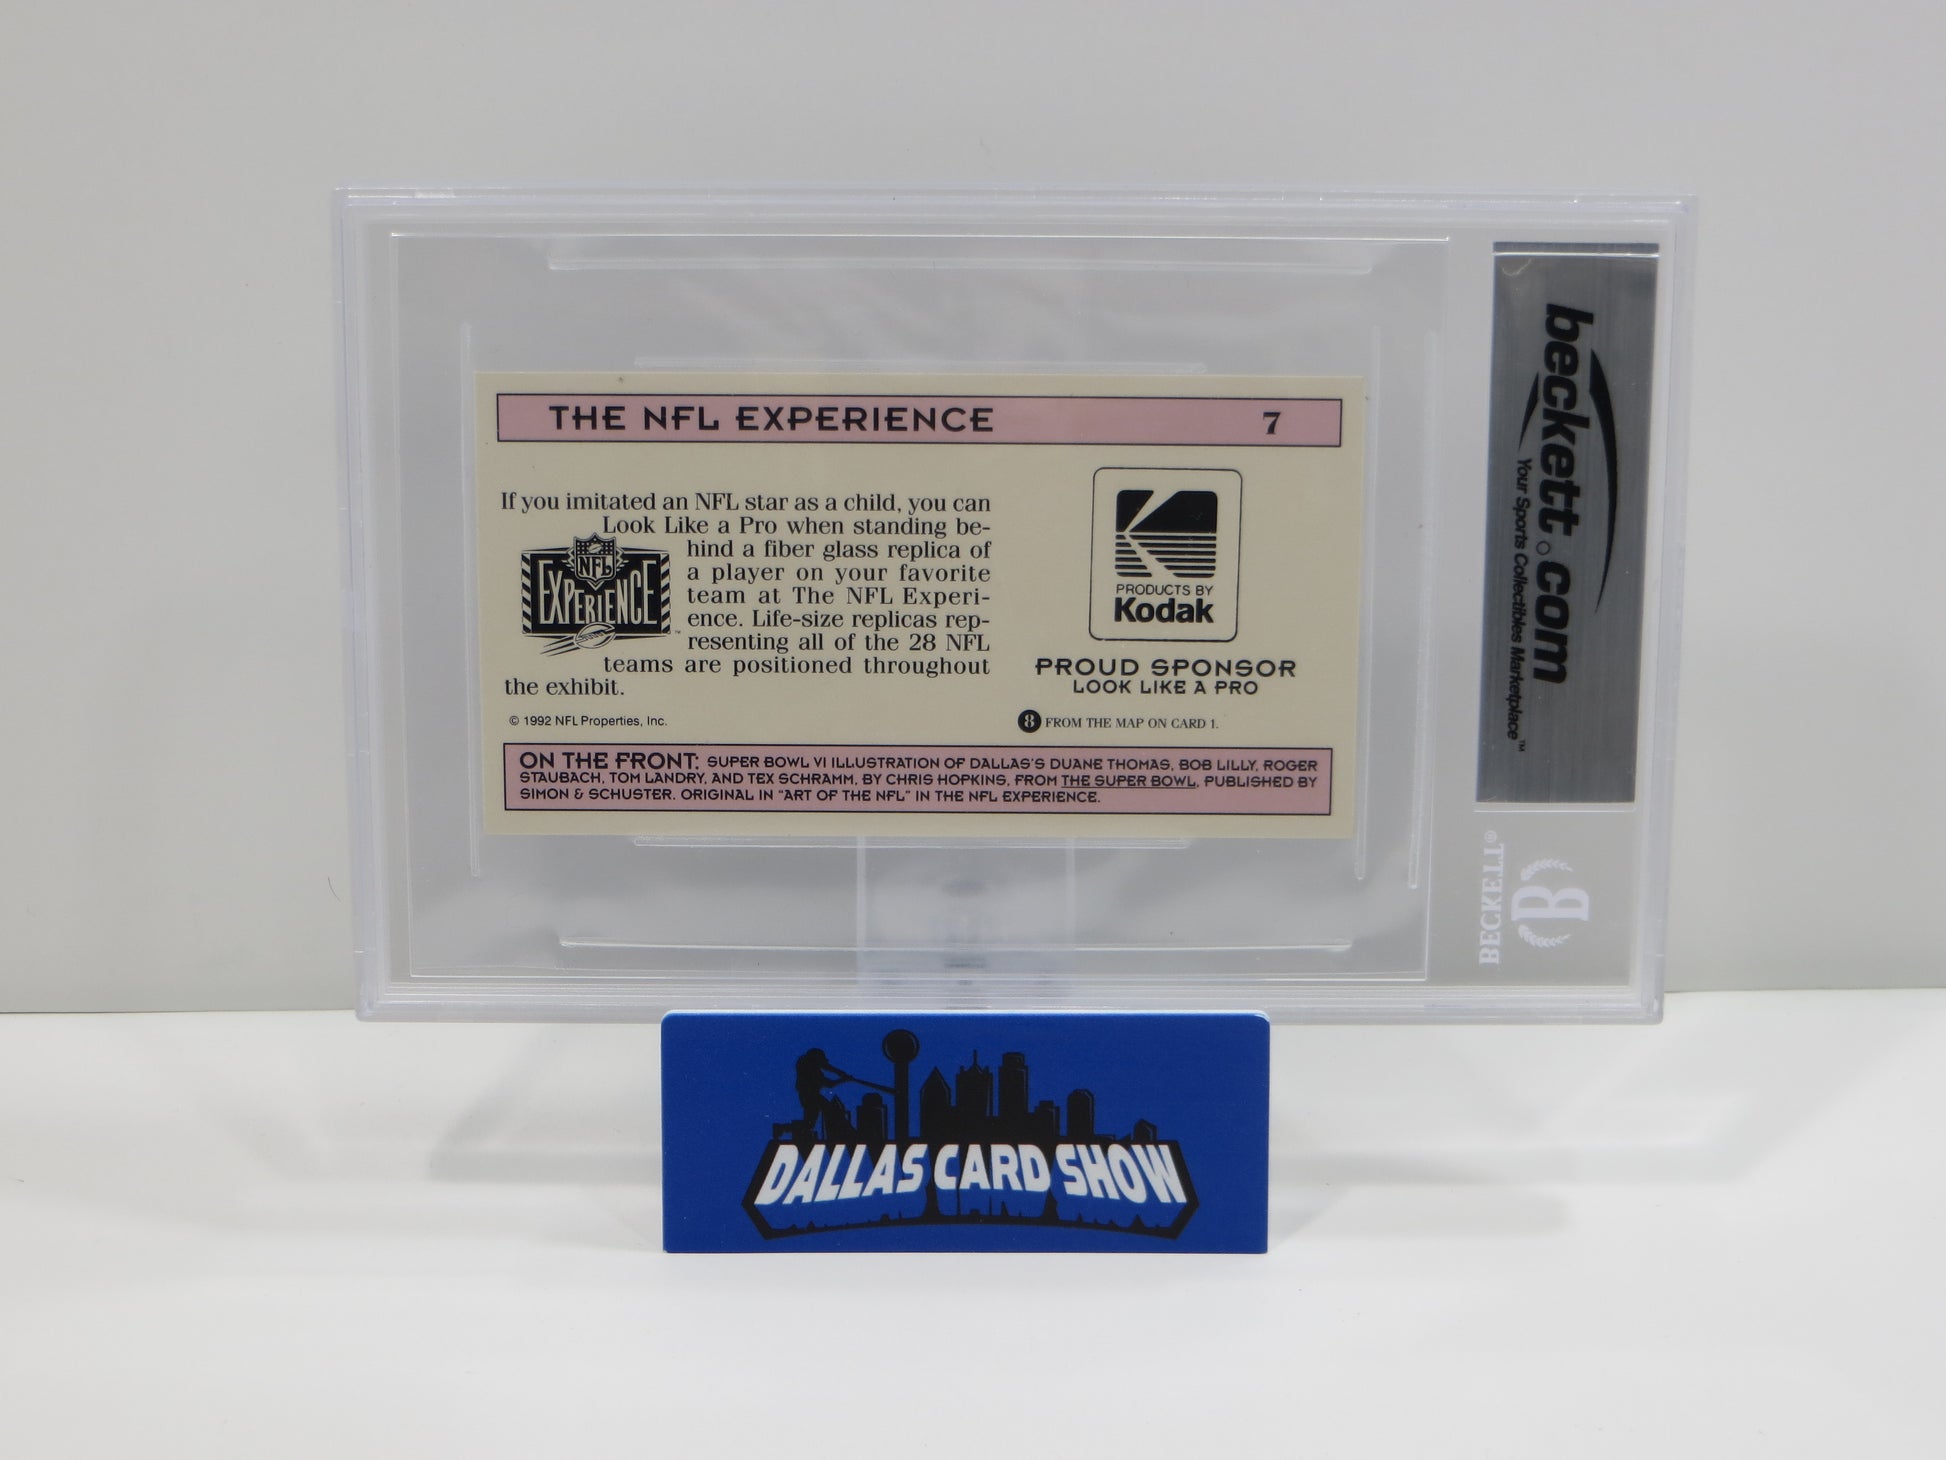 THE NFL EXPERIENCE 7
If you imitated an NFL star as a child, you can
Look Like a Pro when standing be-
hind a fiber glass replica of
a player on your favorite
team at The NFL Experi-
ence. Life-size replicas rep-
resenting all of the 28 NFL
teams are positioned throughout
the exhibit.
NFL
EXPERIENCE
™
© 1992 NFL Properties, Inc.
PRODUCTS BY
Kodak
PROUD SPONSOR
LOOK LIKE A PRO
8 FROM THE MAP ON CARD 1.
ON THE FRONT: SUPER BOWL VI ILLUSTRATION OF DALLAS'S DUANE THOMAS, BOB LILLY, ROGER
STAUBACH, TOM LANDRY, AND TEX SCHRAMM, BY CHRIS HOPKINS, FROM THE SUPER BOWL, PUBLISHED BY
SIMON & SCHUSTER. ORIGINAL IN "ART OF THE NFL" IN THE NFL EXPERIENCE.
beckett.com
Your Sports Collectibles Marketplace™
BECKETT®
B
DALLAS CARD SHOW